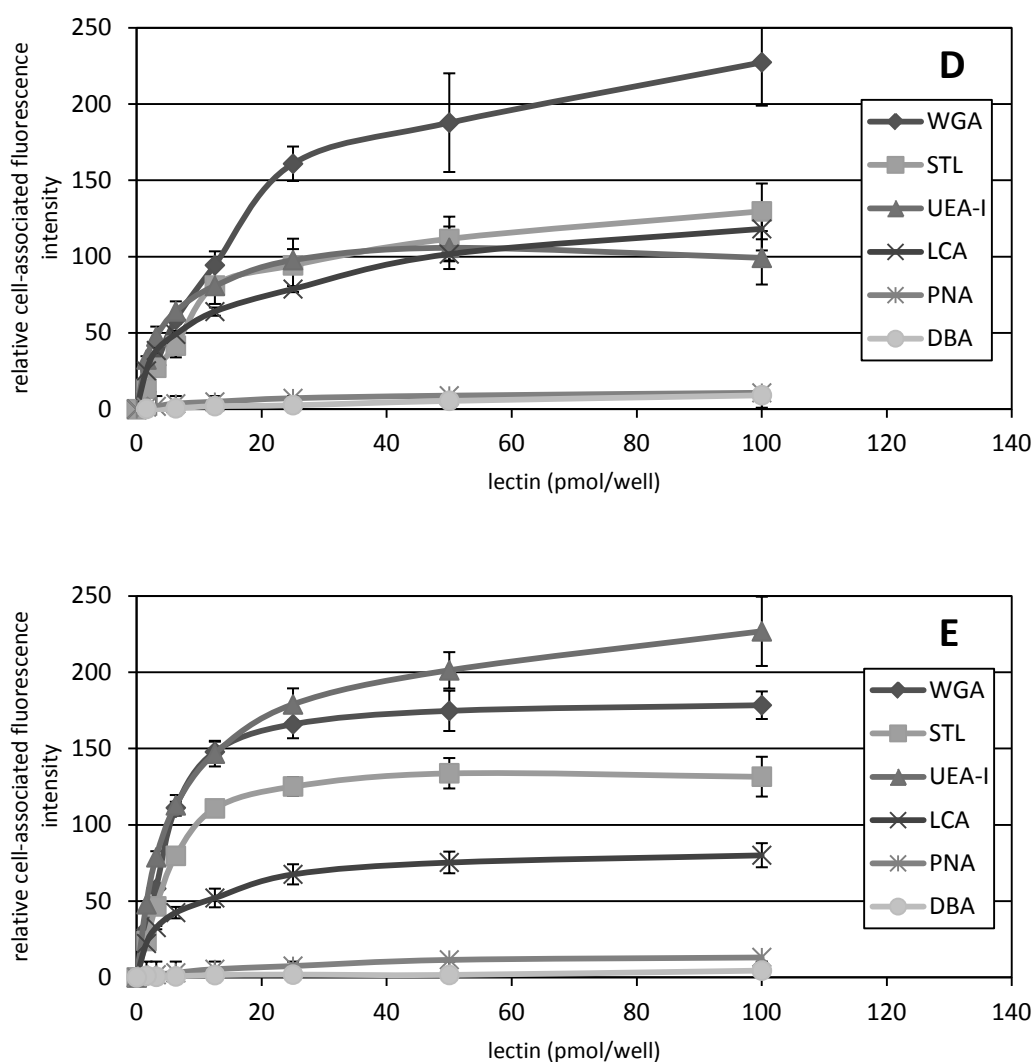 250
200
150
100
50
0
relative cell-associated fluorescence
intensity
D
WGA
STL
UEA-I
LCA
PNA
DBA
0 20 40 60 80 100 120 140
lectin (pmol/well)
250
200
150
100
50
0
relative cell-associated fluorescence
intensity
E
WGA
STL
UEA-I
LCA
PNA
DBA
0 20 40 60 80 100 120 140
lectin (pmol/well)